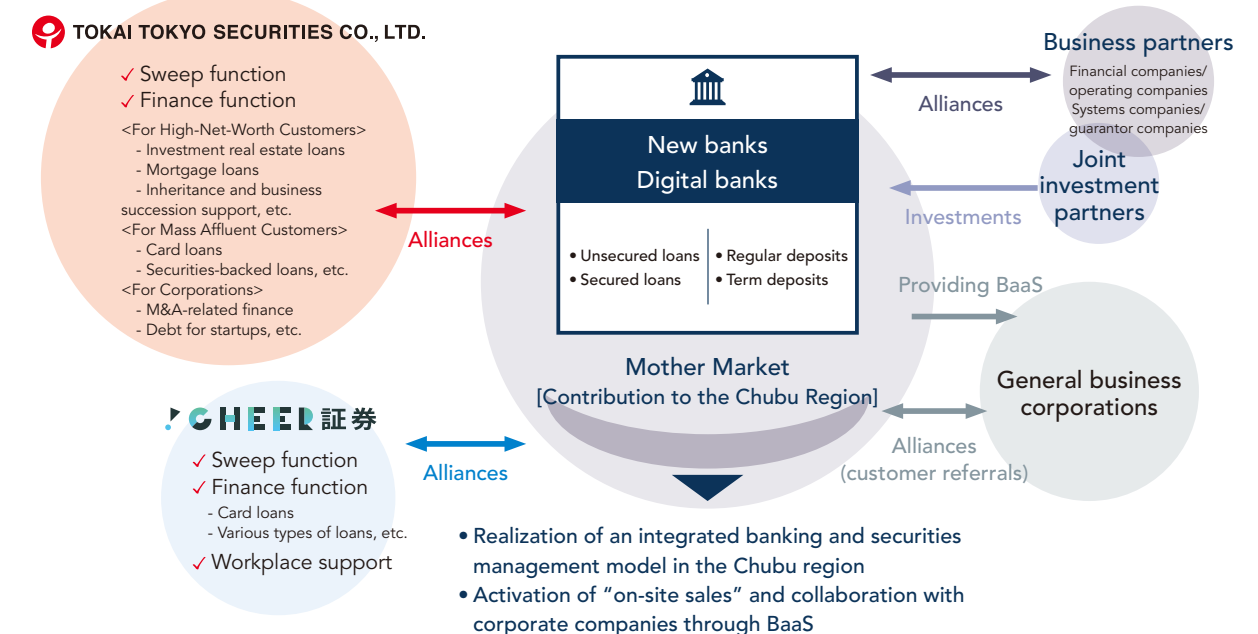 TOKAI TOKYO SECURITIES CO., LTD.
✓ Sweep function
✓ Finance function
<For High-Net-Worth Customers>
- Investment real estate loans
- Mortgage loans
- Inheritance and business
succession support, etc.
<For Mass Affluent Customers>
- Card loans
- Securities-backed loans, etc.
<For Corporations>
- M&A-related finance
- Debt for startups, etc.
Alliances
CHEER証券
✓ Sweep function
✓ Finance function
- Card loans
- Various types of loans, etc.
✓ Workplace support
Alliances
New banks
Digital banks
• Unsecured loans
• Secured loans
• Regular deposits
• Term deposits
Mother Market
[Contribution to the Chubu Region]
Alliances
Business partners
Financial companies/
operating companies
Systems companies/
guarantor companies
Investments
Joint
investment
partners
Providing BaaS
General business
corporations
Alliances
(customer referrals)
• Realization of an integrated banking and securities
management model in the Chubu region
• Activation of “on-site sales” and collaboration with
corporate companies through BaaS